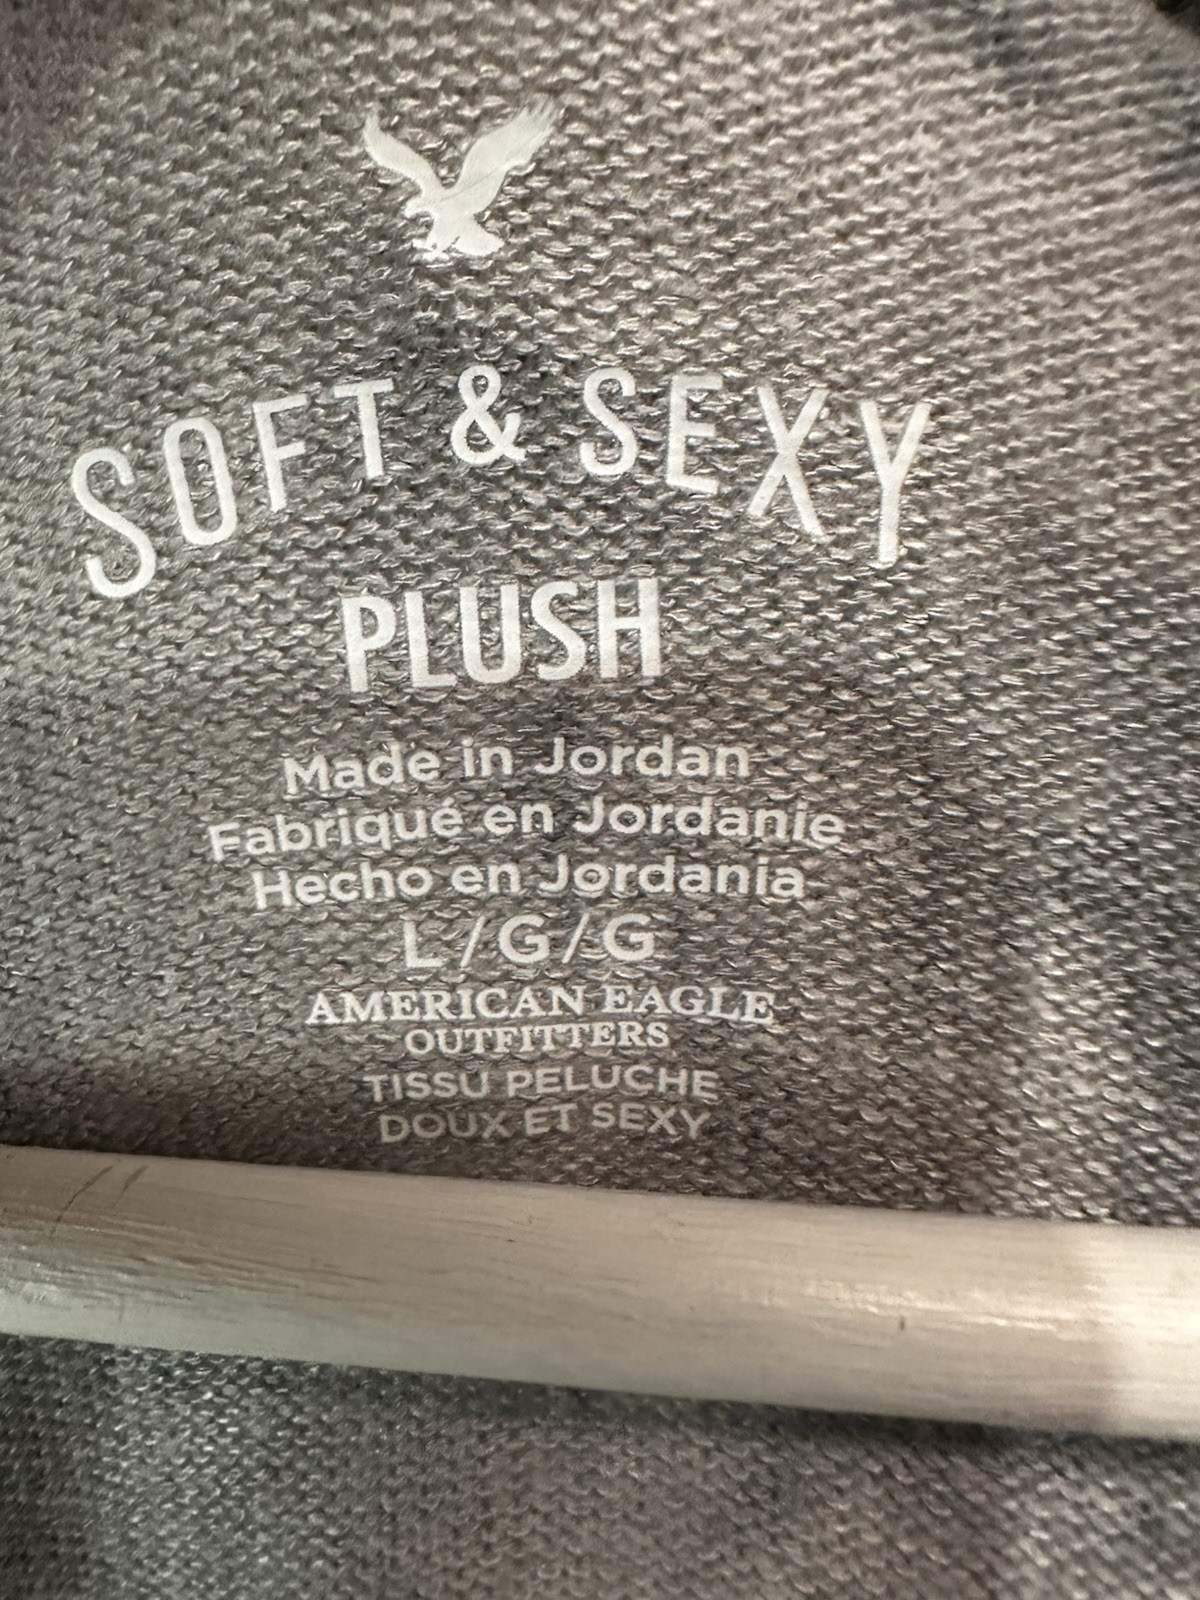 SOFT & SEXY
PLUSH
Made in Jordan
Fabriqué en Jordanie
Hecho en Jordania
L / G / G
AMERICAN EAGLE
OUTFITTERS
TISSU PELUCHE
DOUX ET SEXY